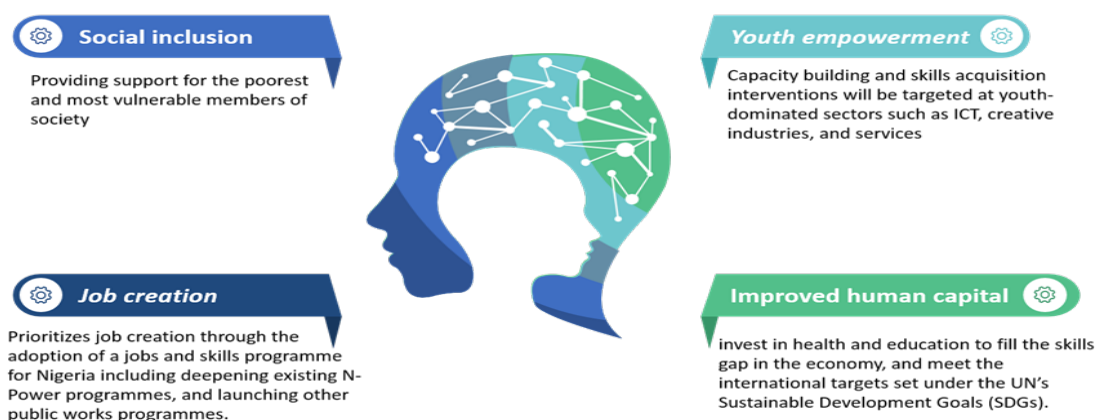 Social inclusion
Providing support for the poorest
and most vulnerable members of
society
Youth empowerment
Capacity building and skills acquisition
interventions will be targeted at youth-
dominated sectors such as ICT, creative
industries, and services
Job creation
Prioritizes job creation through the
adoption of a jobs and skills programme
for Nigeria including deepening existing N-
Power programmes, and launching other
public works programmes.
Improved human capital
invest in health and education to fill the skills
gap in the economy, and meet the
international targets set under the UN’s
Sustainable Development Goals (SDGs).